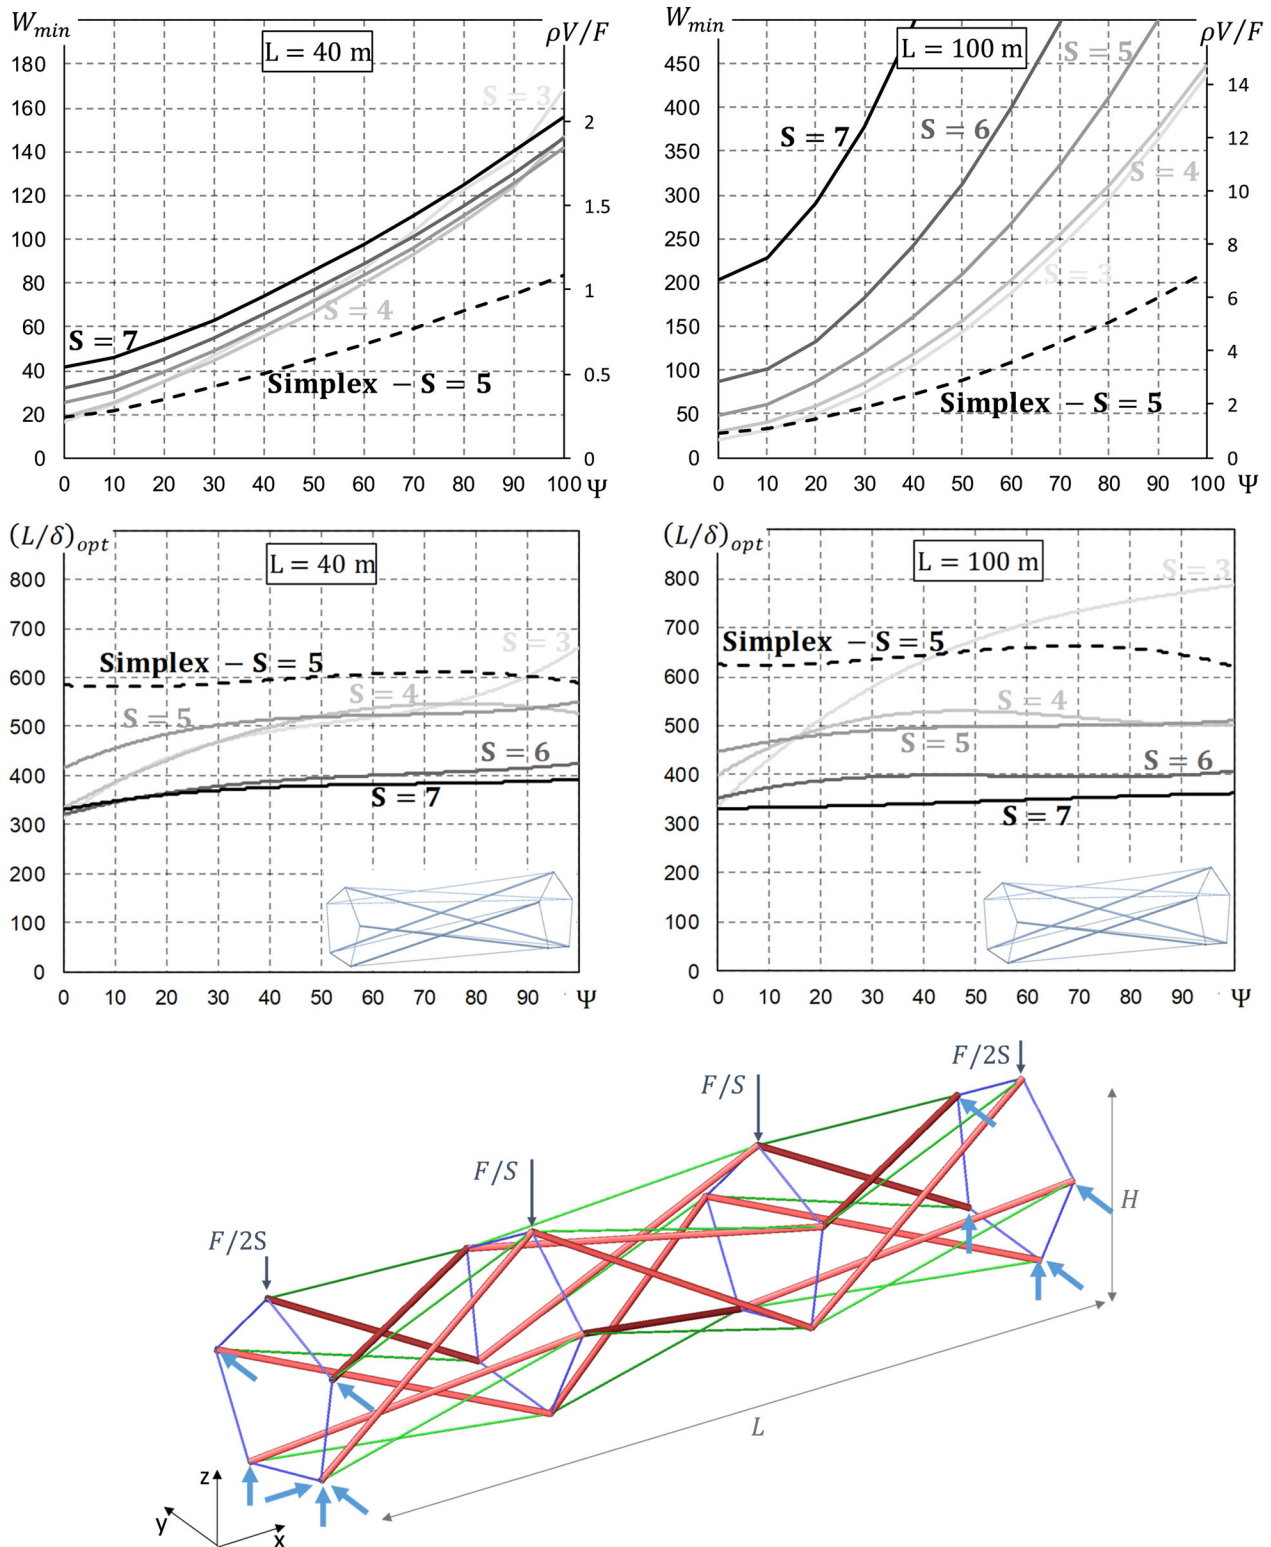 W_min L = 40 m ρV/F
180
160
140
120
100
80
60
40
20
0
2
1.5
1
0.5
0
S = 3
S = 4
S = 7
Simplex − S = 5
0 10 20 30 40 50 60 70 80 90 100 Ψ
W_min L = 100 m ρV/F
450
400
350
300
250
200
150
100
50
0
14
12
10
8
6
4
2
0
S = 5
S = 6
S = 7
S = 4
S = 3
Simplex − S = 5
0 10 20 30 40 50 60 70 80 90 100 Ψ
(L/δ)_opt L = 40 m
800
700
600
500
400
300
200
100
0
S = 3
Simplex − S = 5
S = 4
S = 5
S = 6
S = 7
0 10 20 30 40 50 60 70 80 90 Ψ
(L/δ)_opt L = 100 m
800
700
600
500
400
300
200
100
0
S = 3
Simplex − S = 5
S = 4
S = 5
S = 6
S = 7
0 10 20 30 40 50 60 70 80 90 Ψ
F/2S
F/S
F/S
F/2S
H
L
z
y
x